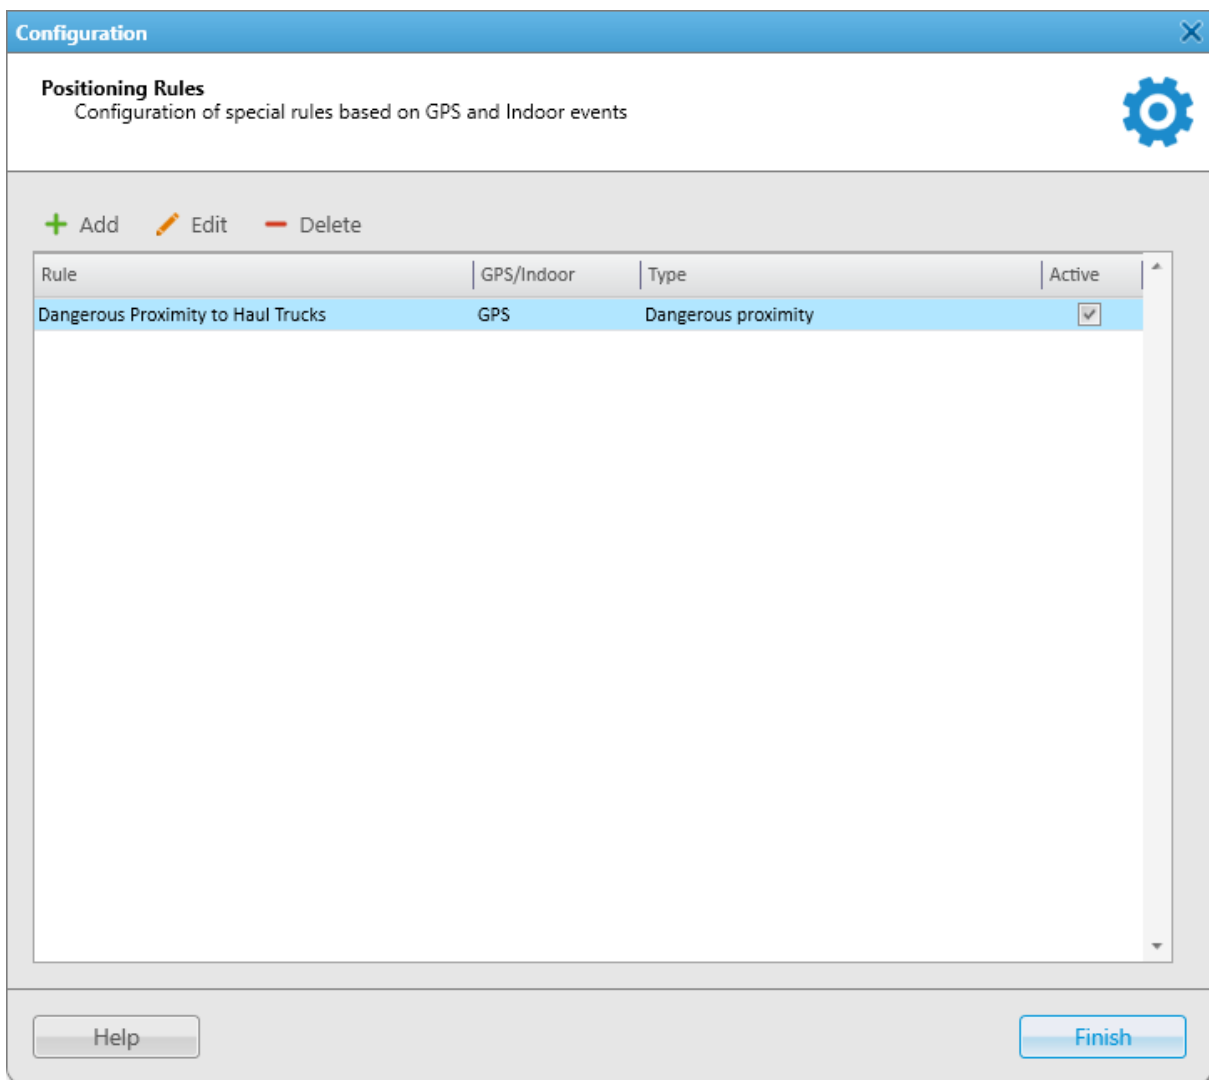 Configuration
Positioning Rules
Configuration of special rules based on GPS and Indoor events
Add Edit Delete
Rule GPS/Indoor Type Active
Dangerous Proximity to Haul Trucks GPS Dangerous proximity
Help Finish